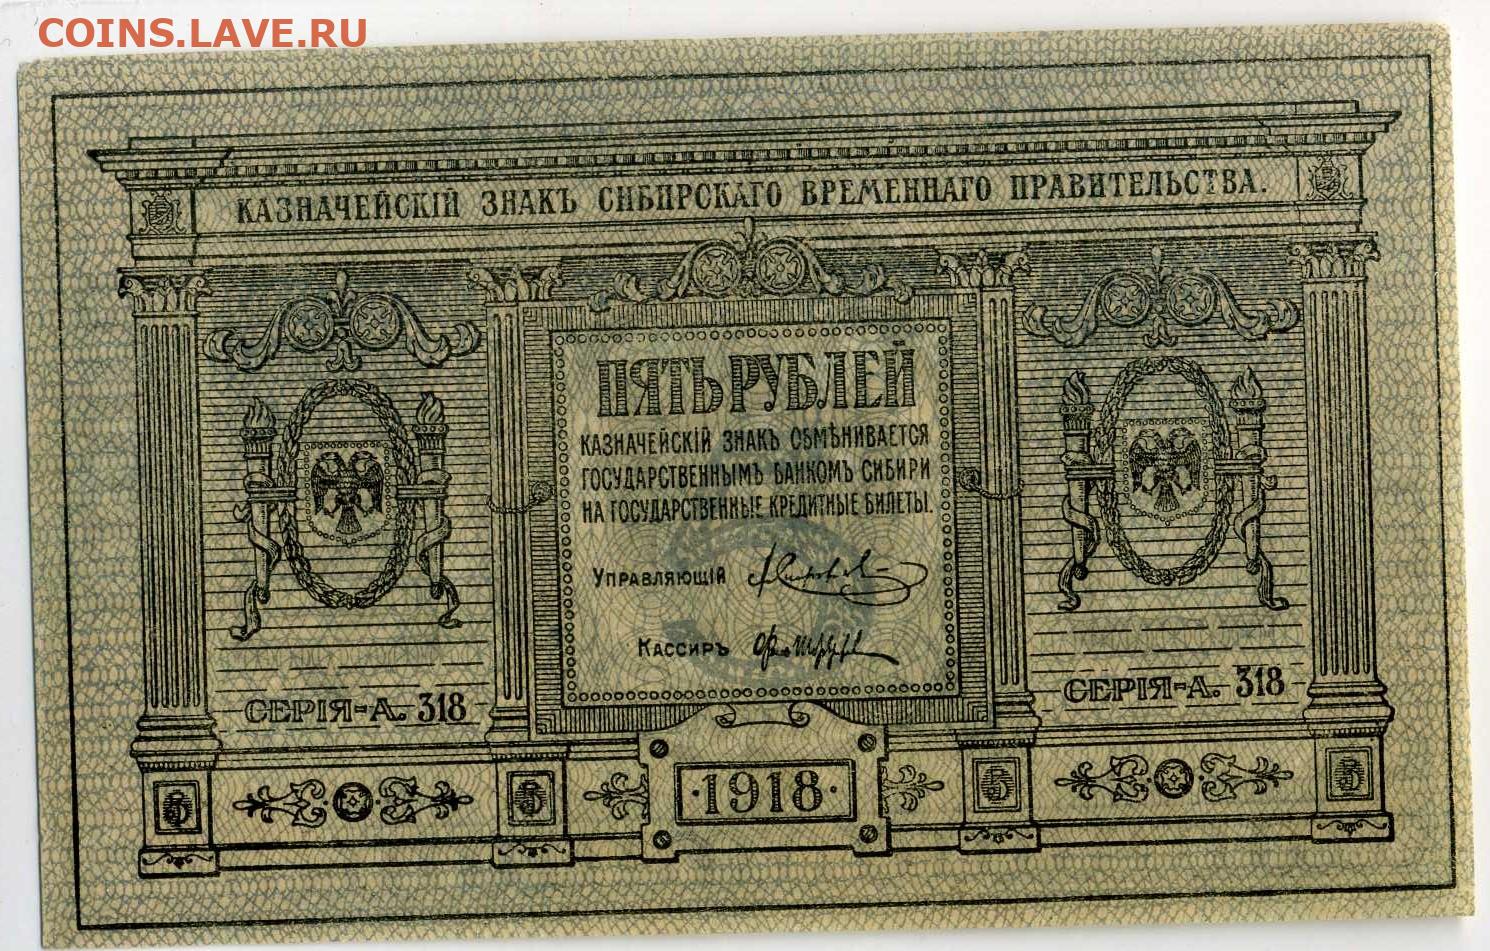 COINS.LAVE.RU
КАЗНАЧЕЙСКІЙ ЗНАКЪ СИБИРСКАГО ВРЕМЕННАГО ПРАВИТЕЛЬСТВА.
ПЯТЬ РУБЛЕЙ
КАЗНАЧЕЙСКІЙ ЗНАКЪ ОБМѢНИВАЕТСЯ
ГОСУДАРСТВЕННЫМЪ БАНКОМЪ СИБИРИ
НА ГОСУДАРСТВЕННЫЕ КРЕДИТНЫЕ БИЛЕТЫ.
УПРАВЛЯЮЩІЙ
КАССИРЪ
СЕРІЯ-А. 318
СЕРІЯ-А. 318
5
5
·1918·
5
5